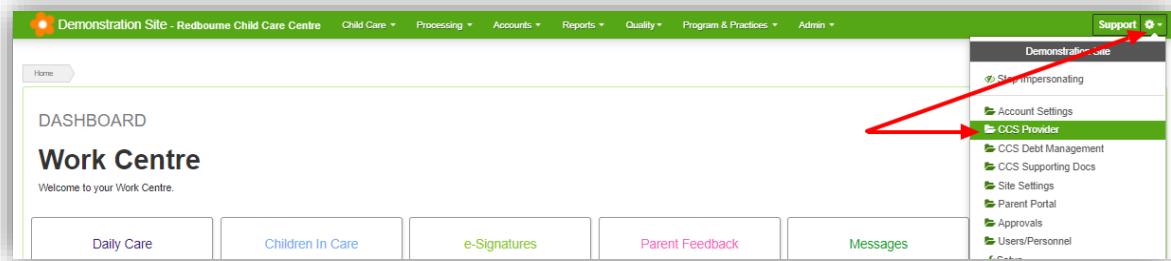 Demonstration Site - Redbourne Child Care Centre Child Care Processing Accounts Reports Quality Program & Practices Admin Support
Demonstration Site
Home
Stop Impersonating
DASHBOARD
Account Settings
CCS Provider
Work Centre
CCS Debt Management
CCS Supporting Docs
Welcome to your Work Centre.
Site Settings
Parent Portal
Approvals
Daily Care Children In Care e-Signatures Parent Feedback Messages
Users/Personnel
Setup